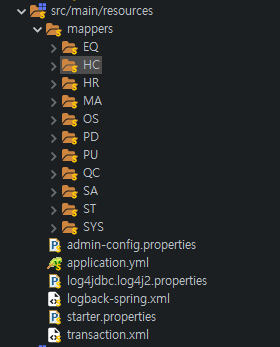 src/main/resources
mappers
EQ
HC
HR
MA
OS
PD
PU
QC
SA
ST
SYS
admin-config.properties
application.yml
log4jdbc.log4j2.properties
logback-spring.xml
starter.properties
transaction.xml